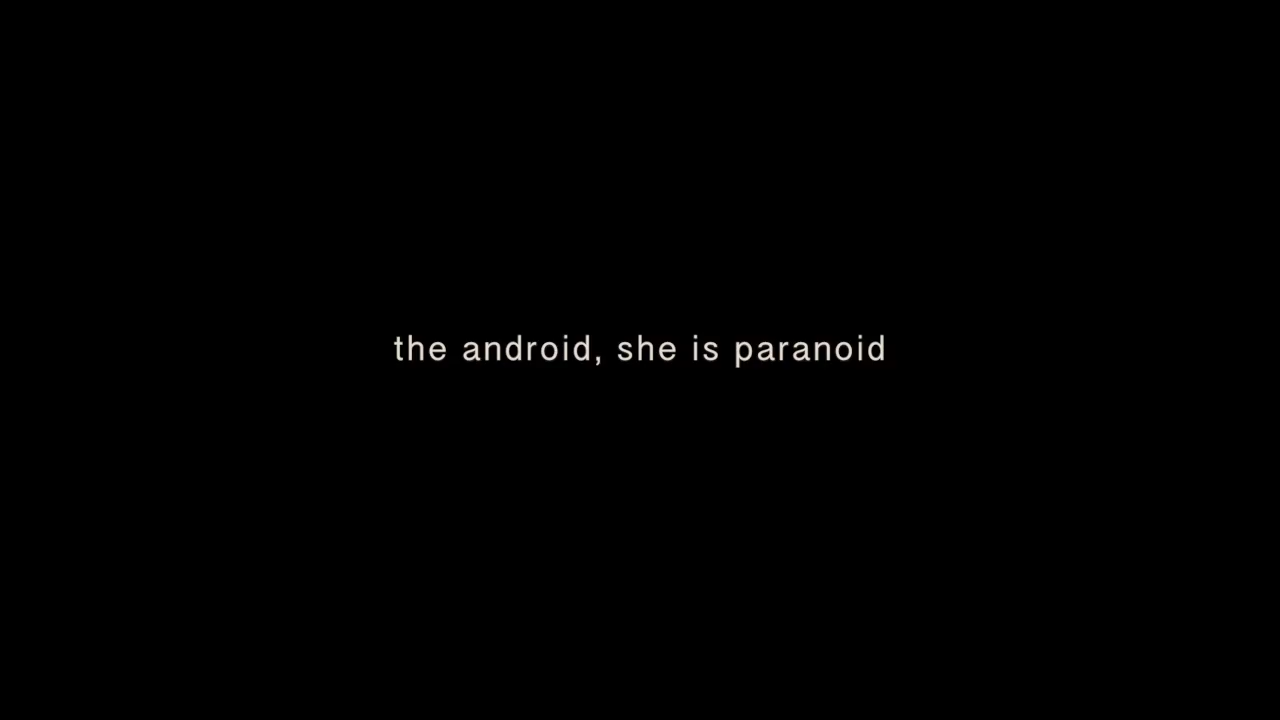 the android, she is paranoid